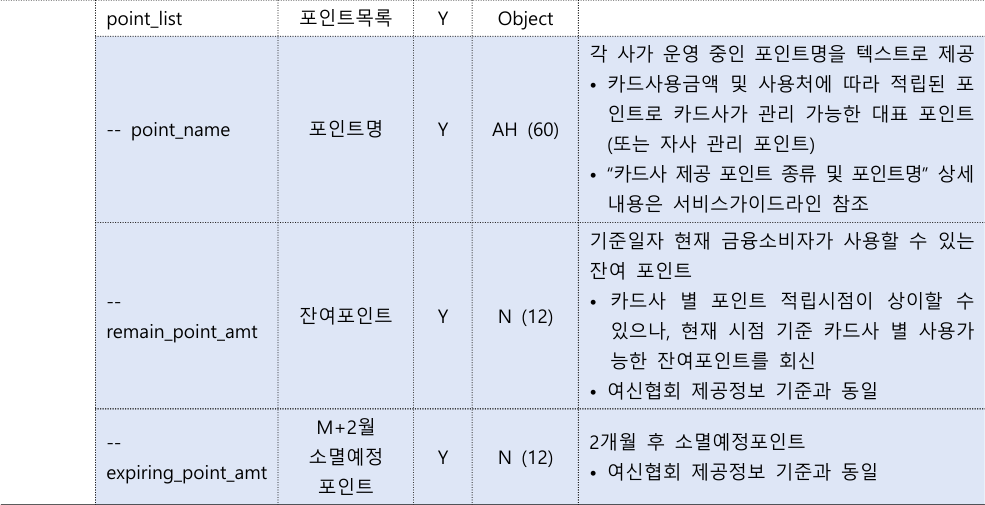 point_list 포인트목록 Y Object
-- point_name 포인트명 Y AH (60)
각 사가 운영 중인 포인트명을 텍스트로 제공
• 카드사용금액 및 사용처에 따라 적립된 포
인트로 카드사가 관리 가능한 대표 포인트
(또는 자사 관리 포인트)
• “카드사 제공 포인트 종류 및 포인트명” 상세
내용은 서비스가이드라인 참조
--
remain_point_amt
잔여포인트 Y N (12)
기준일자 현재 금융소비자가 사용할 수 있는
잔여 포인트
• 카드사 별 포인트 적립시점이 상이할 수
있으나, 현재 시점 기준 카드사 별 사용가
능한 잔여포인트를 회신
• 여신협회 제공정보 기준과 동일
--
expiring_point_amt
M+2월
소멸예정
포인트
Y N (12)
2개월 후 소멸예정포인트
• 여신협회 제공정보 기준과 동일